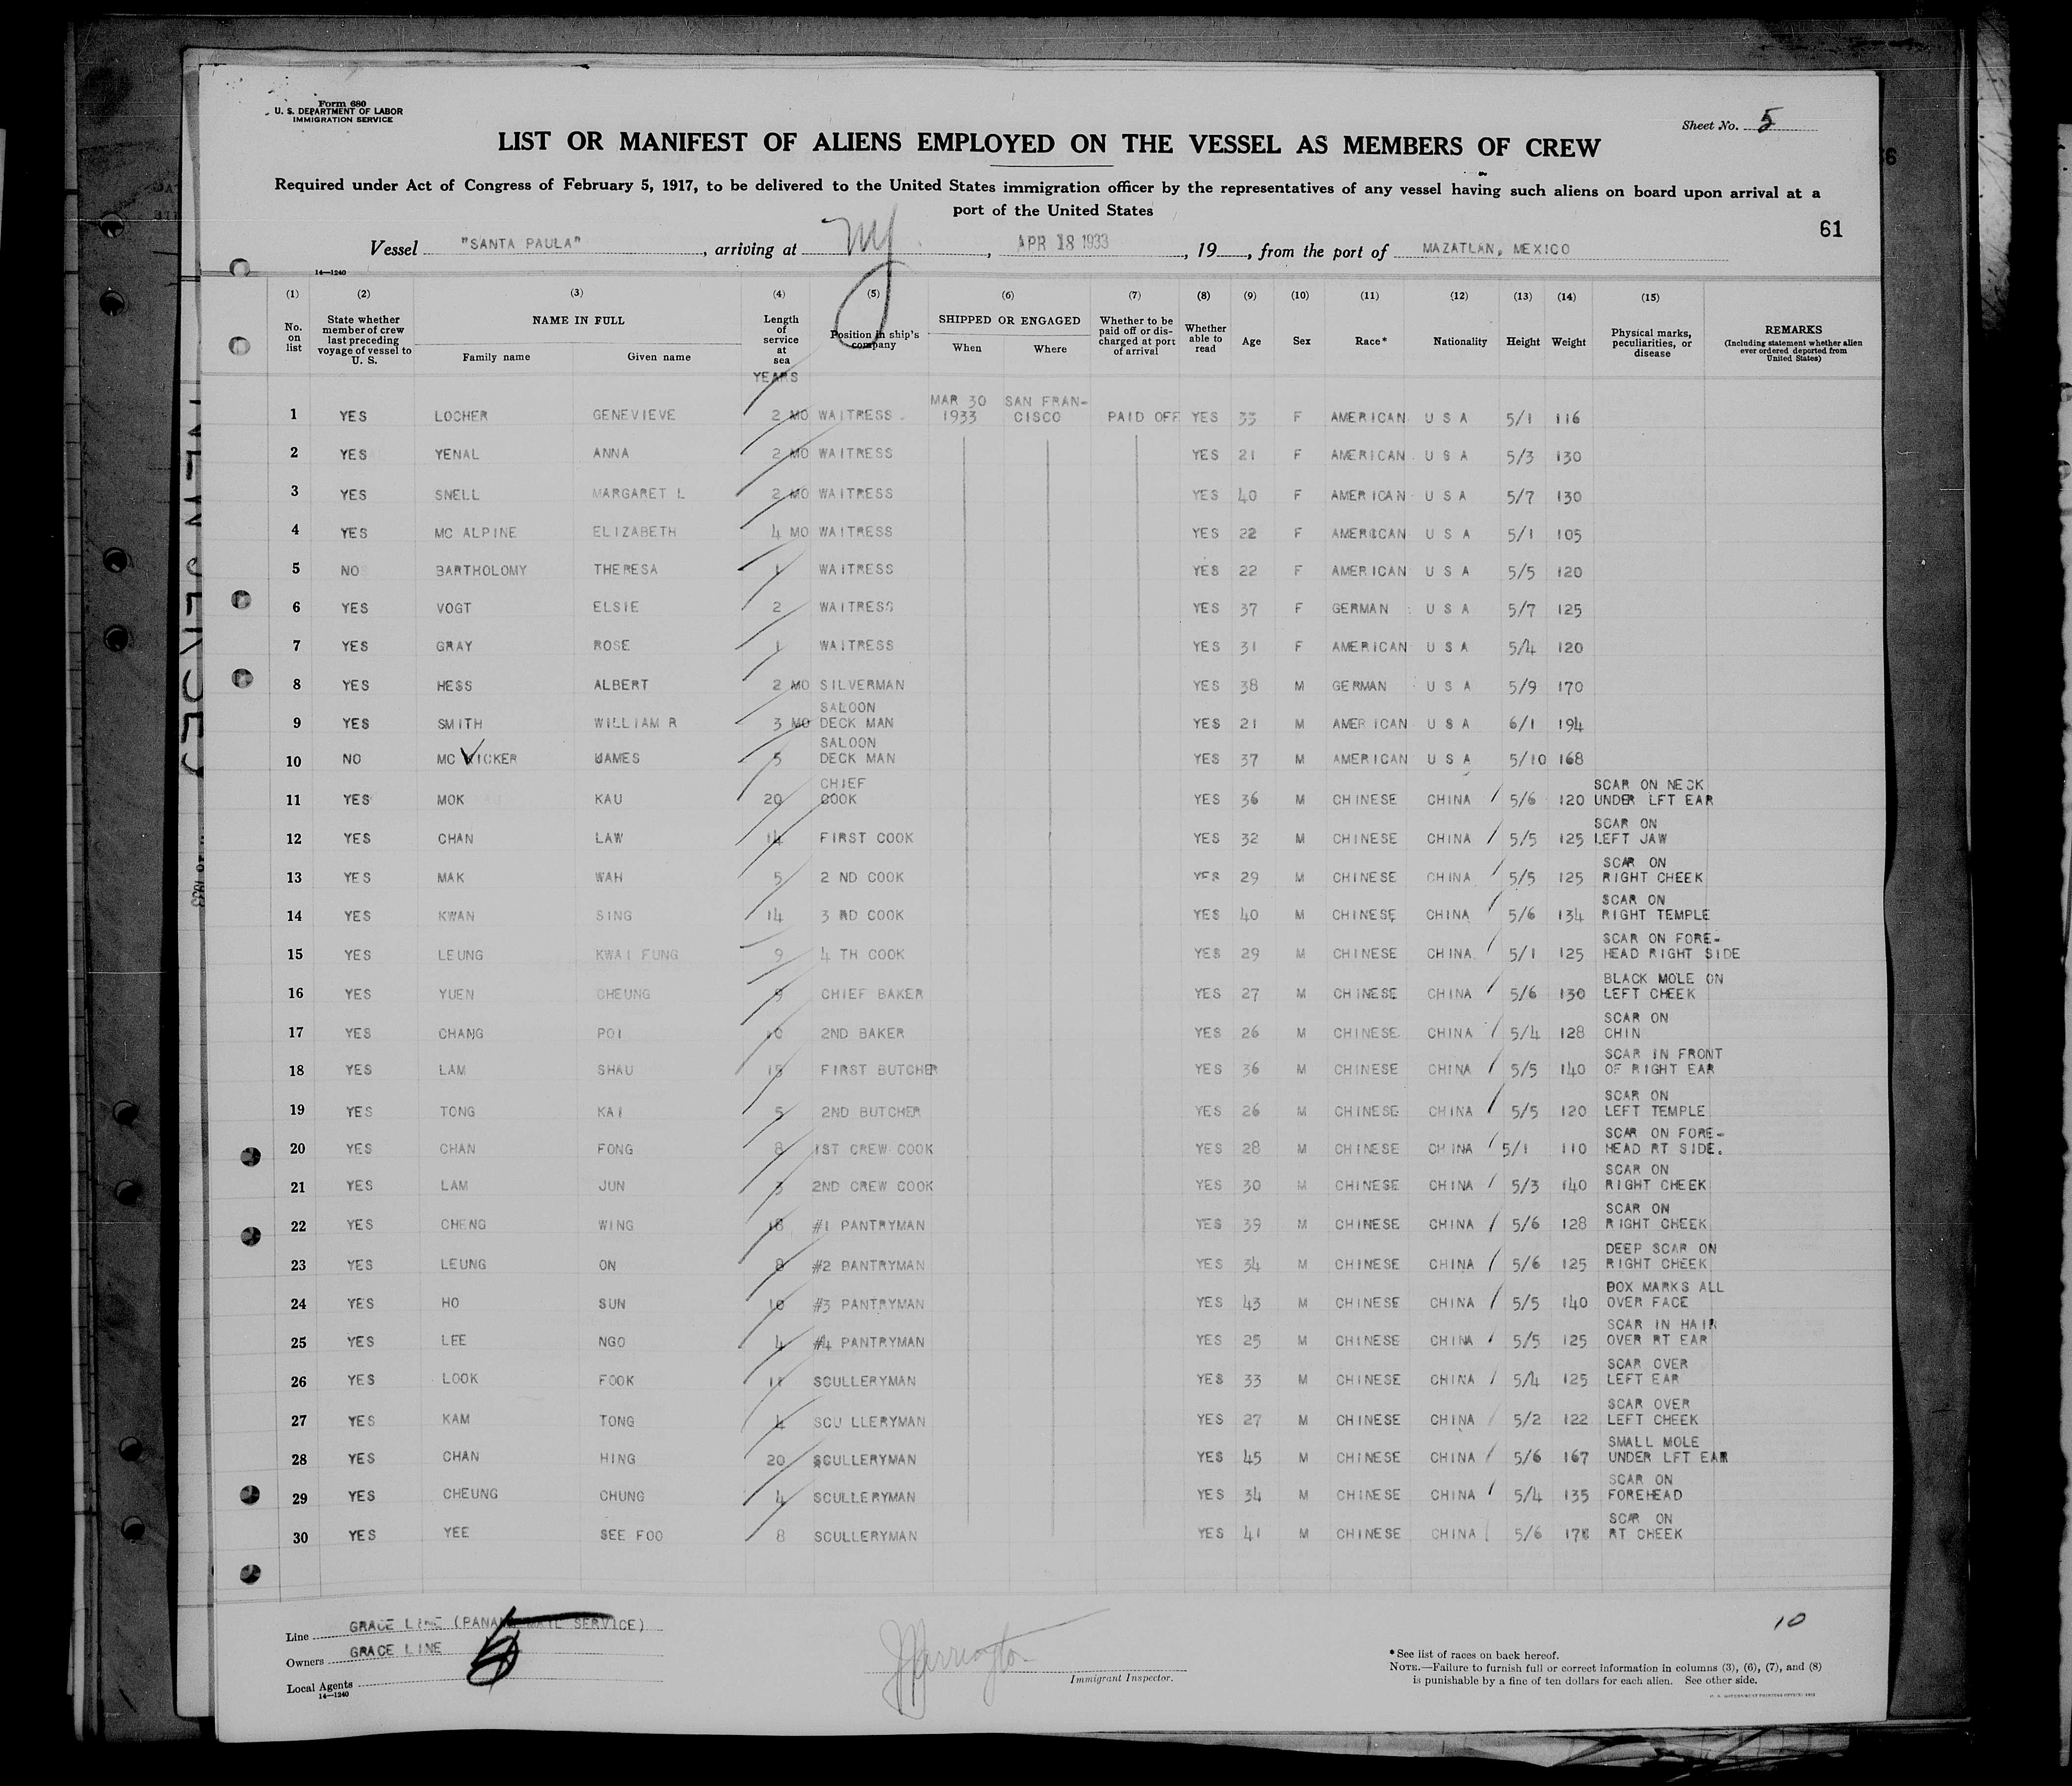 Form 680
U. S. DEPARTMENT OF LABOR
IMMIGRATION SERVICE
Sheet No. 5
LIST OR MANIFEST OF ALIENS EMPLOYED ON THE VESSEL AS MEMBERS OF CREW
Required under Act of Congress of February 5, 1917, to be delivered to the United States immigration officer by the representatives of any vessel having such aliens on board upon arrival at a
port of the United States
61
Vessel "SANTA PAULA", arriving at NY, APR 18 1933, 19 , from the port of MAZATLAN, MEXICO
14—1240
(1) No. on list
(2) State whether member of crew last preceding voyage of vessel to U. S.
(3) NAME IN FULL Family name Given name
(4) Length of service at sea YEARS
(5) Position in ship's company
(6) SHIPPED OR ENGAGED When Where
(7) Whether to be paid off or discharged at port of arrival
(8) Whether able to read
(9) Age
(10) Sex
(11) Race*
(12) Nationality
(13) Height
(14) Weight
(15) Physical marks, peculiarities, or disease
REMARKS (Including statement whether alien ever ordered deported from United States)
1 YES LOCHER GENEVIEVE 2 MO WAITRESS MAR 30 1933 SAN FRAN-CISCO PAID OFF YES 35 F AMERICAN U S A 5/1 116
2 YES YENAL ANNA 2 MO WAITRESS YES 21 F AMERICAN U S A 5/3 130
3 YES SNELL MARGARET L 2 MO WAITRESS YES 40 F AMERICAN U S A 5/7 130
4 YES MC ALPINE ELIZABETH 4 MO WAITRESS YES 22 F AMERICAN U S A 5/1 105
5 NO BARTHOLOMY THERESA 1 WAITRESS YES 22 F AMERICAN U S A 5/5 120
6 YES VOGT ELSIE 2 WAITRESS YES 37 F GERMAN U S A 5/7 125
7 YES GRAY ROSE 1 WAITRESS YES 31 F AMERICAN U S A 5/4 120
8 YES HESS ALBERT 2 MO SILVERMAN YES 38 M GERMAN U S A 5/9 170
9 YES SMITH WILLIAM R 3 MO SALOON DECK MAN YES 21 M AMERICAN U S A 6/1 194
10 NO MC VICKER JAMES 5 SALOON DECK MAN YES 37 M AMERICAN U S A 5/10 168
11 YES MOK KAU 20 CHIEF COOK YES 36 M CHINESE CHINA 5/6 120 SCAR ON NECK UNDER LFT EAR
12 YES CHAN LAW 14 FIRST COOK YES 32 M CHINESE CHINA 5/5 125 SCAR ON LEFT JAW
13 YES MAK WAH 5 2 ND COOK YES 29 M CHINESE CHINA 5/5 125 SCAR ON RIGHT CHEEK
14 YES KWAN SING 14 3 RD COOK YES 40 M CHINESE CHINA 5/6 134 SCAR ON RIGHT TEMPLE
15 YES LEUNG KWAI FUNG 9 4 TH COOK YES 29 M CHINESE CHINA 5/1 125 SCAR ON FORE-HEAD RIGHT SIDE
16 YES YUEN CHEUNG 9 CHIEF BAKER YES 27 M CHINESE CHINA 5/6 130 BLACK MOLE ON LEFT CHEEK
17 YES CHANG POI 10 2ND BAKER YES 26 M CHINESE CHINA 5/4 128 SCAR ON CHIN
18 YES LAM SHAU 15 FIRST BUTCHER YES 36 M CHINESE CHINA 5/5 140 SCAR IN FRONT OF RIGHT EAR
19 YES TONG KAI 5 2ND BUTCHER YES 26 M CHINESE CHINA 5/5 120 SCAR ON LEFT TEMPLE
20 YES CHAN FONG 8 1ST CREW COOK YES 28 M CHINESE CHINA 5/1 110 SCAR ON FORE-HEAD RT SIDE.
21 YES LAM JUN 3 2ND CREW COOK YES 30 M CHINESE CHINA 5/3 140 SCAR ON RIGHT CHEEK
22 YES CHENG WING 18 #1 PANTRYMAN YES 39 M CHINESE CHINA 5/6 128 SCAR ON RIGHT CHEEK
23 YES LEUNG ON 8 #2 PANTRYMAN YES 34 M CHINESE CHINA 5/6 125 DEEP SCAR ON RIGHT CHEEK
24 YES HO SUN 10 #3 PANTRYMAN YES 43 M CHINESE CHINA 5/5 140 BOX MARKS ALL OVER FACE
25 YES LEE NGO 4 #4 PANTRYMAN YES 25 M CHINESE CHINA 5/5 125 SCAR IN HAIR OVER RT EAR
26 YES LOOK FOOK 11 SCULLERYMAN YES 33 M CHINESE CHINA 5/4 125 SCAR OVER LEFT EAR
27 YES KAM TONG 4 SCULLERYMAN YES 27 M CHINESE CHINA 5/2 122 SCAR OVER LEFT CHEEK
28 YES CHAN HING 20 SCULLERYMAN YES 45 M CHINESE CHINA 5/6 167 SMALL MOLE UNDER LFT EAR
29 YES CHEUNG CHUNG 4 SCULLERYMAN YES 34 M CHINESE CHINA 5/4 135 SCAR ON FOREHEAD
30 YES YEE SEE FOO 8 SCULLERYMAN YES 41 M CHINESE CHINA 5/6 SCAR ON RT CHEEK
Line GRACE LINE (PANAMA MAIL SERVICE)
Owners GRACE LINE
Local Agents
14—1240
Immigrant Inspector.
10
* See list of races on back hereof.
NOTE.—Failure to furnish full or correct information in columns (3), (6), (7), and (8)
is punishable by a fine of ten dollars for each alien. See other side.